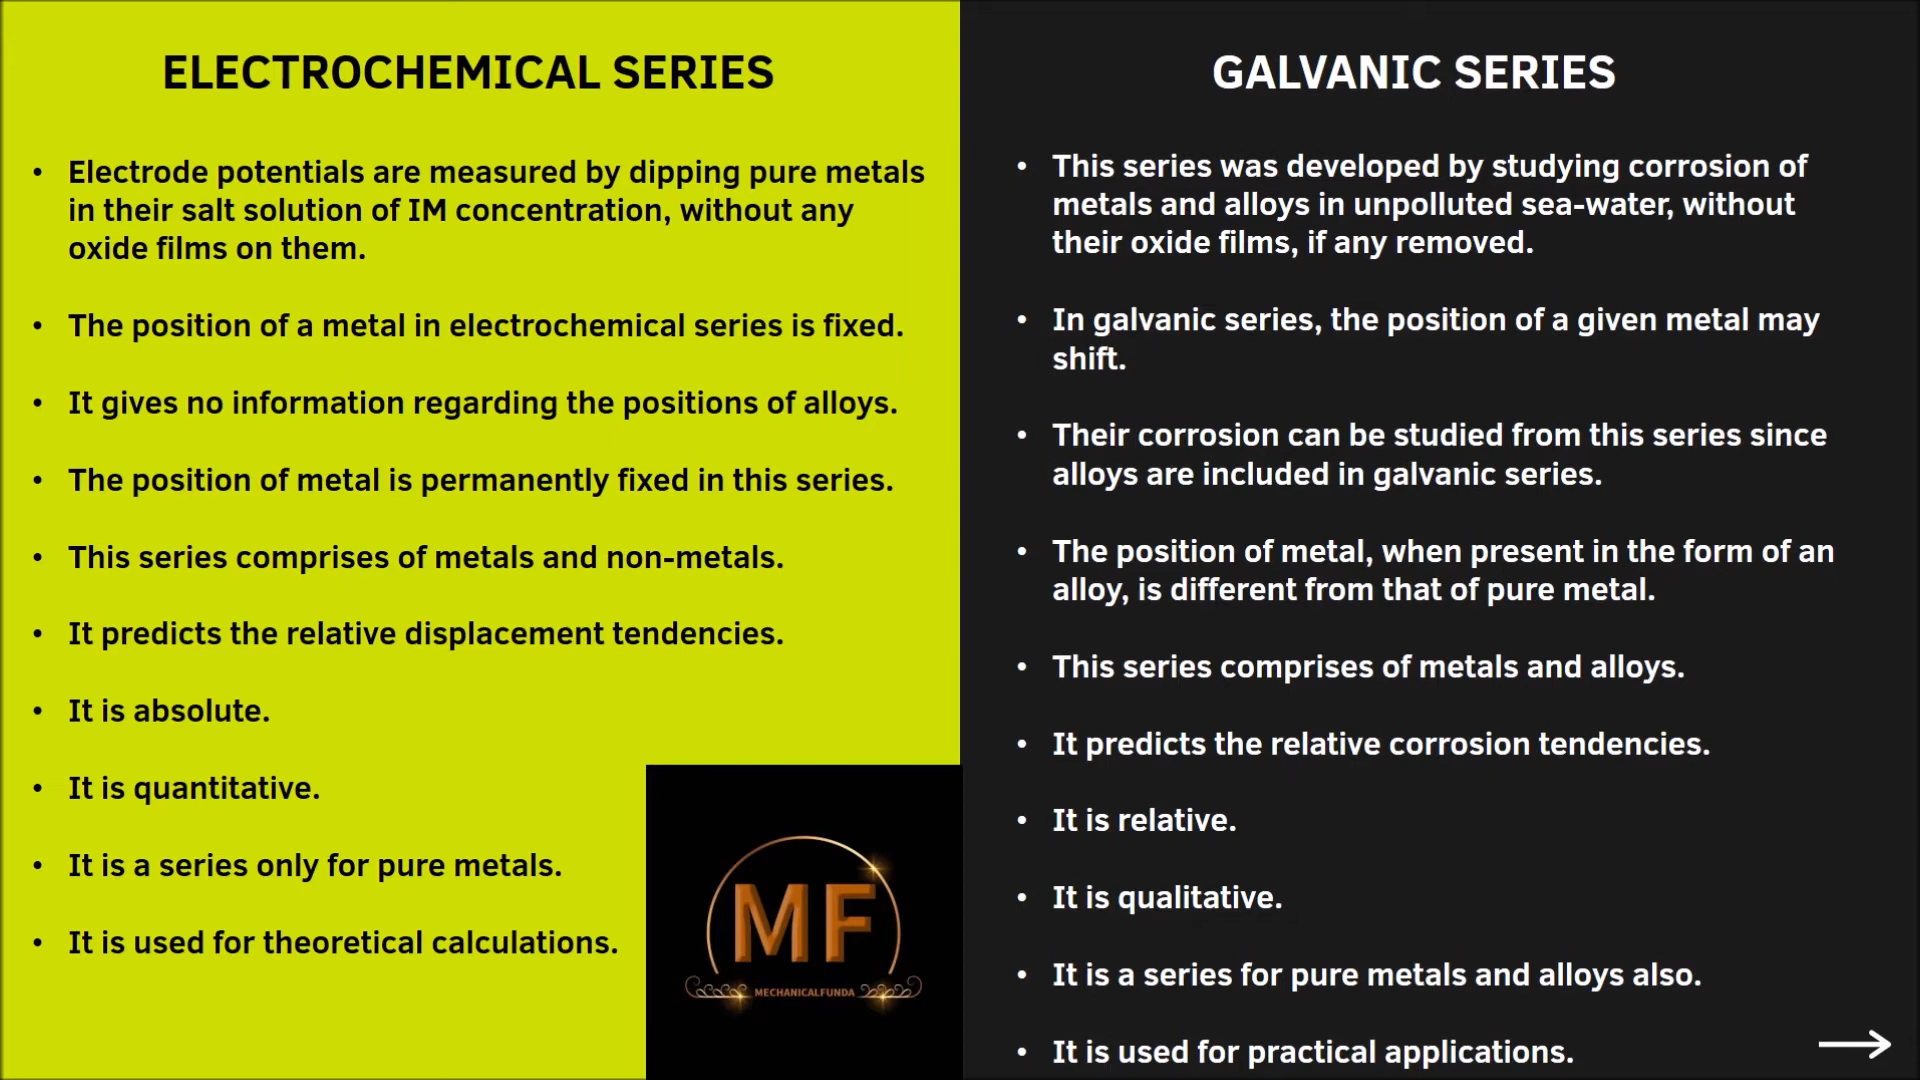 ELECTROCHEMICAL SERIES
• Electrode potentials are measured by dipping pure metals
in their salt solution of IM concentration, without any
oxide films on them.
• The position of a metal in electrochemical series is fixed.
• It gives no information regarding the positions of alloys.
• The position of metal is permanently fixed in this series.
• This series comprises of metals and non-metals.
• It predicts the relative displacement tendencies.
• It is absolute.
• It is quantitative.
• It is a series only for pure metals.
• It is used for theoretical calculations.
MF
MECHANICALFUNDA
GALVANIC SERIES
• This series was developed by studying corrosion of
metals and alloys in unpolluted sea-water, without
their oxide films, if any removed.
• In galvanic series, the position of a given metal may
shift.
• Their corrosion can be studied from this series since
alloys are included in galvanic series.
• The position of metal, when present in the form of an
alloy, is different from that of pure metal.
• This series comprises of metals and alloys.
• It predicts the relative corrosion tendencies.
• It is relative.
• It is qualitative.
• It is a series for pure metals and alloys also.
• It is used for practical applications.